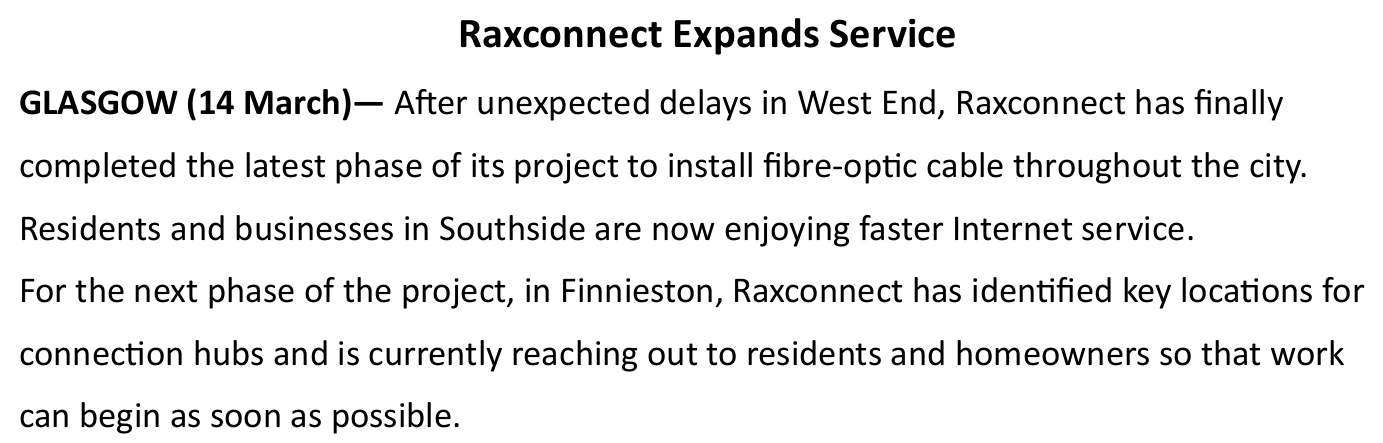 Raxconnect Expands Service
GLASGOW (14 March)— After unexpected delays in West End, Raxconnect has finally
completed the latest phase of its project to install fibre-optic cable throughout the city.
Residents and businesses in Southside are now enjoying faster Internet service.
For the next phase of the project, in Finnieston, Raxconnect has identified key locations for
connection hubs and is currently reaching out to residents and homeowners so that work
can begin as soon as possible.